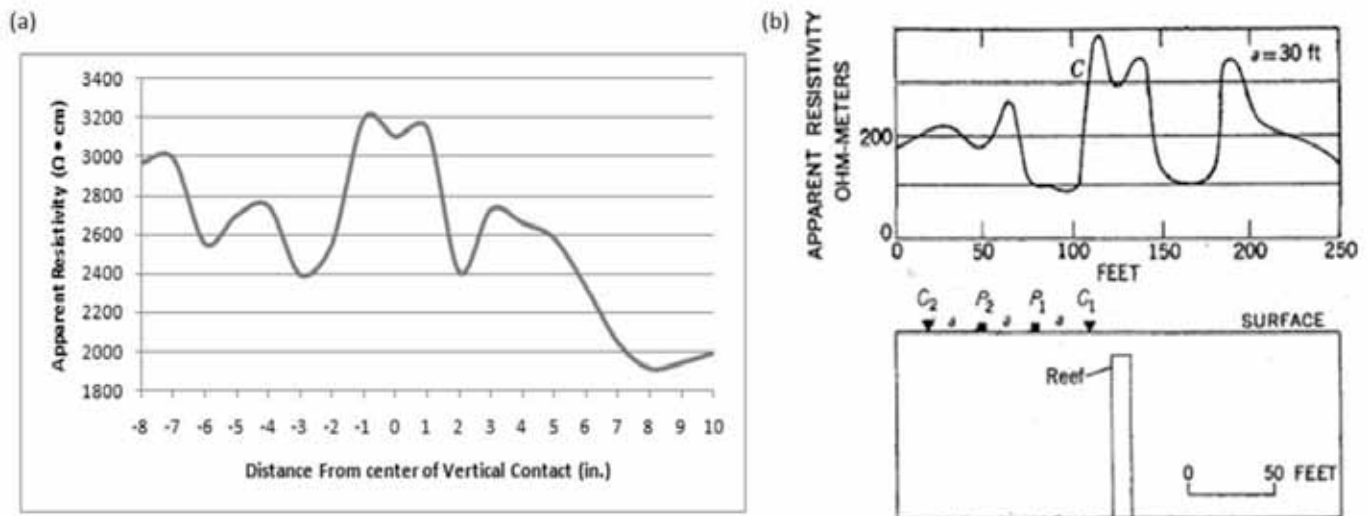 (a)
Apparent Resistivity (Ω • cm)
3400
3200
3000
2800
2600
2400
2200
2000
1800
-8 -7 -6 -5 -4 -3 -2 -1 0 1 2 3 4 5 6 7 8 9 10
Distance From center of Vertical Contact (in.)
(b)
APPARENT RESISTIVITY
OHM-METERS
C
a = 30 ft
200
0
0 50 100 150 200 250
FEET
C2 P2 P1 C1
a a a
SURFACE
Reef
0 50 FEET